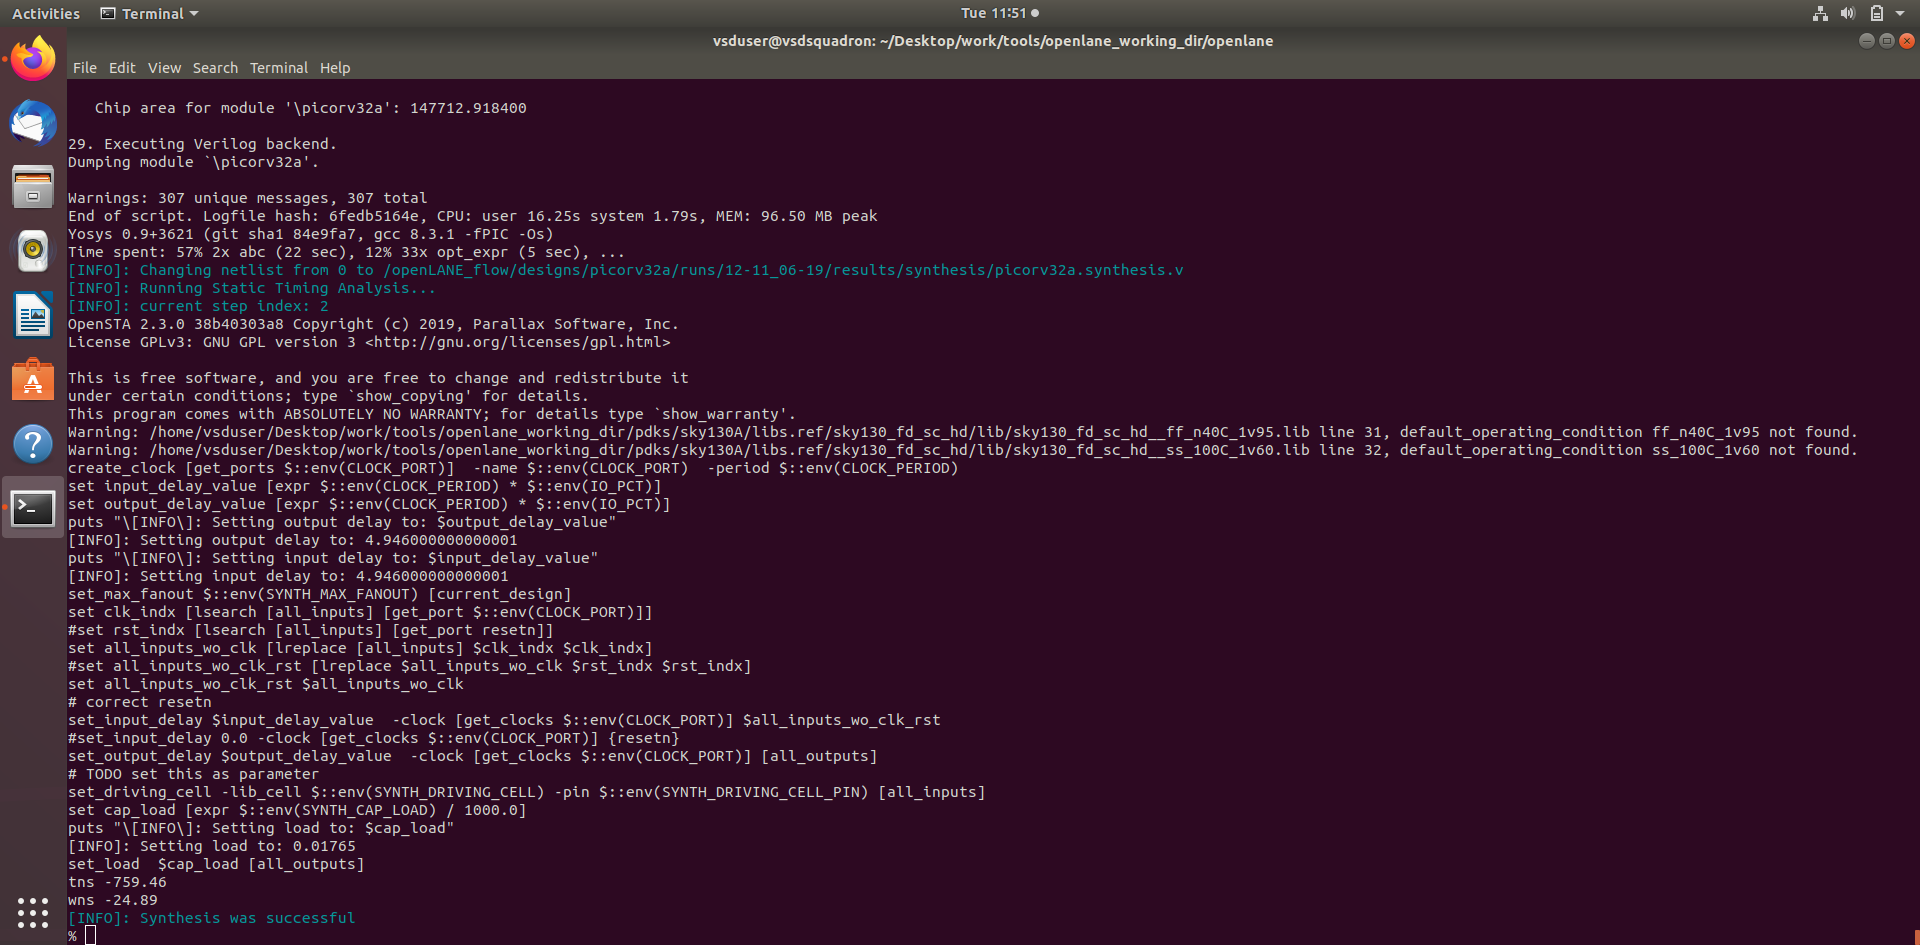 Activities Terminal Tue 11:51
vsduser@vsdsquadron: ~/Desktop/work/tools/openlane_working_dir/openlane
File Edit View Search Terminal Help
Chip area for module '\picorv32a': 147712.918400
29. Executing Verilog backend.
Dumping module `\picorv32a'.
Warnings: 307 unique messages, 307 total
End of script. Logfile hash: 6fedb5164e, CPU: user 16.25s system 1.79s, MEM: 96.50 MB peak
Yosys 0.9+3621 (git sha1 84e9fa7, gcc 8.3.1 -fPIC -Os)
Time spent: 57% 2x abc (22 sec), 12% 33x opt_expr (5 sec), ...
[INFO]: Changing netlist from 0 to /openLANE_flow/designs/picorv32a/runs/12-11_06-19/results/synthesis/picorv32a.synthesis.v
[INFO]: Running Static Timing Analysis...
[INFO]: current step index: 2
OpenSTA 2.3.0 38b40303a8 Copyright (c) 2019, Parallax Software, Inc.
License GPLv3: GNU GPL version 3 <http://gnu.org/licenses/gpl.html>
This is free software, and you are free to change and redistribute it
under certain conditions; type `show_copying' for details.
This program comes with ABSOLUTELY NO WARRANTY; for details type `show_warranty'.
Warning: /home/vsduser/Desktop/work/tools/openlane_working_dir/pdks/sky130A/libs.ref/sky130_fd_sc_hd/lib/sky130_fd_sc_hd__ff_n40C_1v95.lib line 31, default_operating_condition ff_n40C_1v95 not found.
Warning: /home/vsduser/Desktop/work/tools/openlane_working_dir/pdks/sky130A/libs.ref/sky130_fd_sc_hd/lib/sky130_fd_sc_hd__ss_100C_1v60.lib line 32, default_operating_condition ss_100C_1v60 not found.
create_clock [get_ports $::env(CLOCK_PORT)]  -name $::env(CLOCK_PORT)  -period $::env(CLOCK_PERIOD)
set input_delay_value [expr $::env(CLOCK_PERIOD) * $::env(IO_PCT)]
set output_delay_value [expr $::env(CLOCK_PERIOD) * $::env(IO_PCT)]
puts "\[INFO\]: Setting output delay to: $output_delay_value"
[INFO]: Setting output delay to: 4.946000000000001
puts "\[INFO\]: Setting input delay to: $input_delay_value"
[INFO]: Setting input delay to: 4.946000000000001
set_max_fanout $::env(SYNTH_MAX_FANOUT) [current_design]
set clk_indx [lsearch [all_inputs] [get_port $::env(CLOCK_PORT)]]
#set rst_indx [lsearch [all_inputs] [get_port resetn]]
set all_inputs_wo_clk [lreplace [all_inputs] $clk_indx $clk_indx]
#set all_inputs_wo_clk_rst [lreplace $all_inputs_wo_clk $rst_indx $rst_indx]
set all_inputs_wo_clk_rst $all_inputs_wo_clk
# correct resetn
set_input_delay $input_delay_value  -clock [get_clocks $::env(CLOCK_PORT)] $all_inputs_wo_clk_rst
#set_input_delay 0.0 -clock [get_clocks $::env(CLOCK_PORT)] {resetn}
set_output_delay $output_delay_value  -clock [get_clocks $::env(CLOCK_PORT)] [all_outputs]
# TODO set this as parameter
set_driving_cell -lib_cell $::env(SYNTH_DRIVING_CELL) -pin $::env(SYNTH_DRIVING_CELL_PIN) [all_inputs]
set cap_load [expr $::env(SYNTH_CAP_LOAD) / 1000.0]
puts "\[INFO\]: Setting load to: $cap_load"
[INFO]: Setting load to: 0.01765
set_load  $cap_load [all_outputs]
tns -759.46
wns -24.89
[INFO]: Synthesis was successful
%